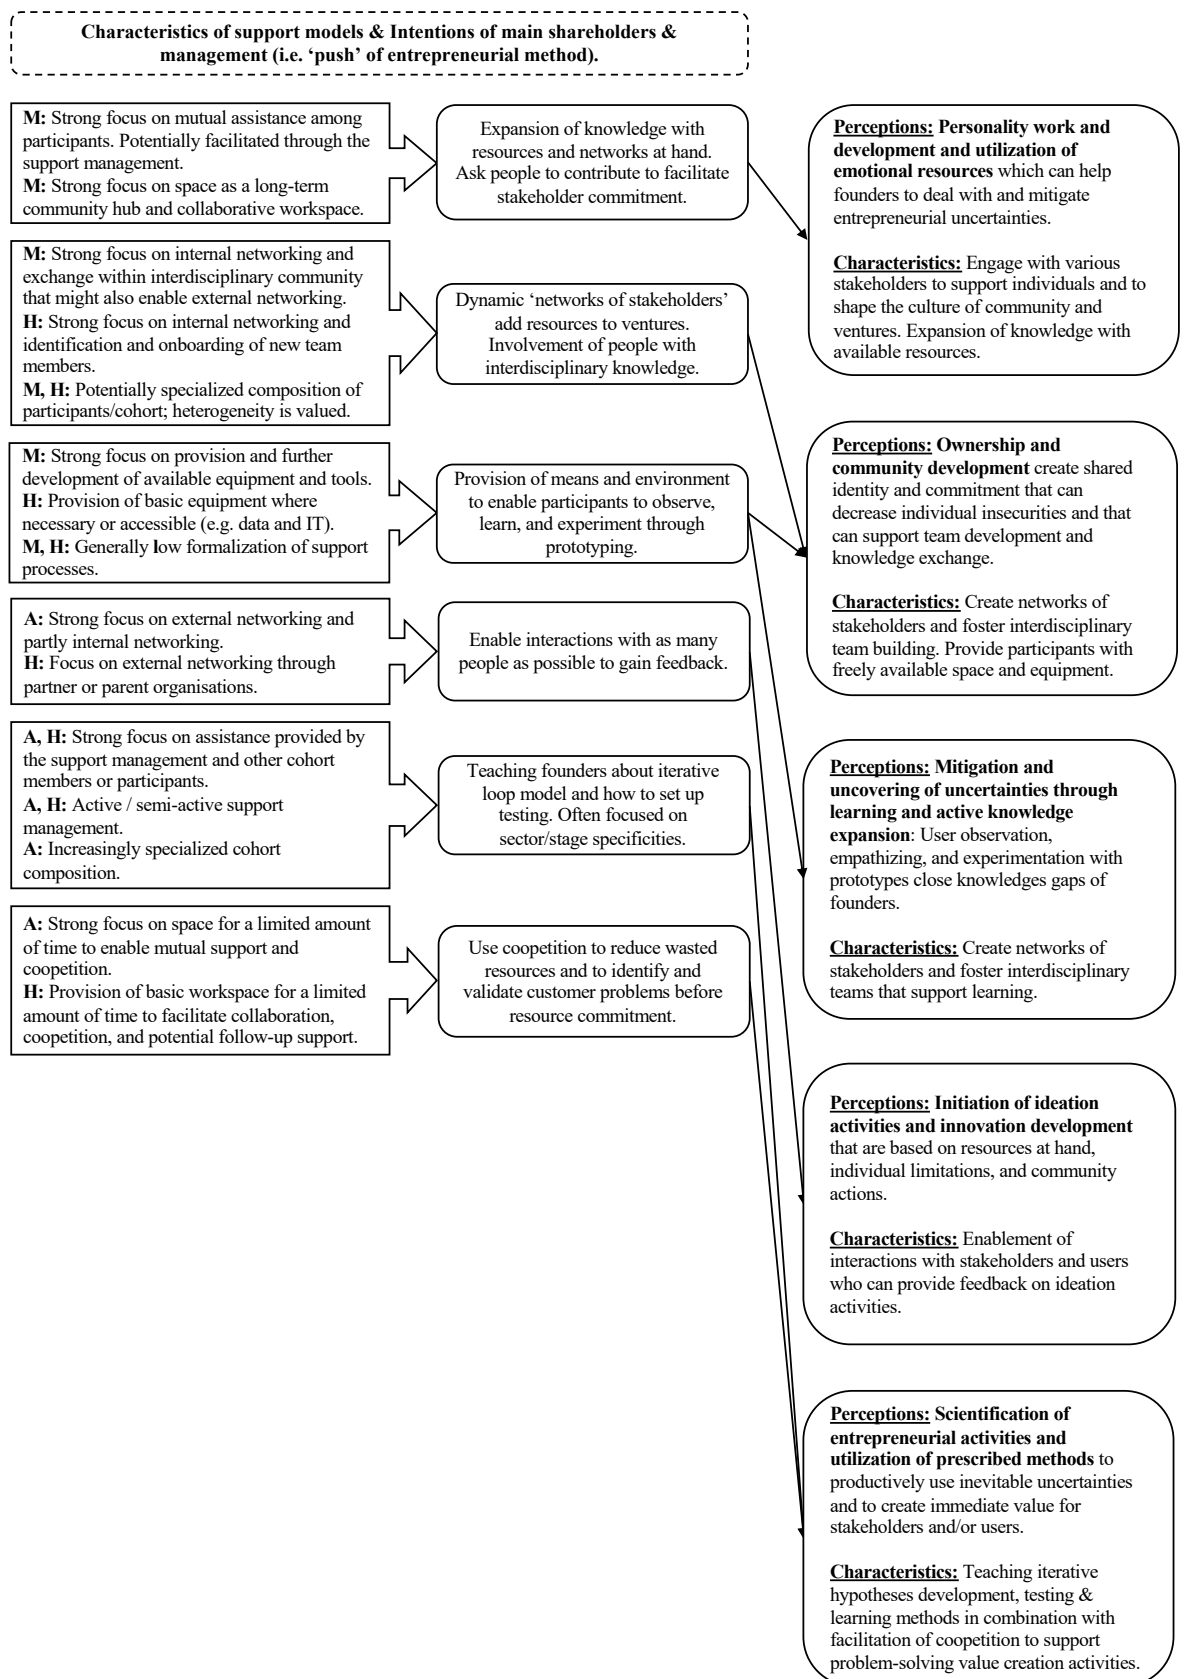 Characteristics of support models & Intentions of main shareholders &
management (i.e. ‘push’ of entrepreneurial method).
M: Strong focus on mutual assistance among
participants. Potentially facilitated through the
support management.
M: Strong focus on space as a long-term
community hub and collaborative workspace.
Expansion of knowledge with
resources and networks at hand.
Ask people to contribute to facilitate
stakeholder commitment.
M: Strong focus on internal networking and
exchange within interdisciplinary community
that might also enable external networking.
H: Strong focus on internal networking and
identification and onboarding of new team
members.
M, H: Potentially specialized composition of
participants/cohort; heterogeneity is valued.
Dynamic ‘networks of stakeholders’
add resources to ventures.
Involvement of people with
interdisciplinary knowledge.
M: Strong focus on provision and further
development of available equipment and tools.
H: Provision of basic equipment where
necessary or accessible (e.g. data and IT).
M, H: Generally low formalization of support
processes.
Provision of means and environment
to enable participants to observe,
learn, and experiment through
prototyping.
A: Strong focus on external networking and
partly internal networking.
H: Focus on external networking through
partner or parent organisations.
Enable interactions with as many
people as possible to gain feedback.
A, H: Strong focus on assistance provided by
the support management and other cohort
members or participants.
A, H: Active / semi-active support
management.
A: Increasingly specialized cohort
composition.
Teaching founders about iterative
loop model and how to set up
testing. Often focused on
sector/stage specificities.
A: Strong focus on space for a limited amount
of time to enable mutual support and
coopetition.
H: Provision of basic workspace for a limited
amount of time to facilitate collaboration,
coopetition, and potential follow-up support.
Use coopetition to reduce wasted
resources and to identify and
validate customer problems before
resource commitment.
Perceptions: Personality work and
development and utilization of
emotional resources which can help
founders to deal with and mitigate
entrepreneurial uncertainties.
Characteristics: Engage with various
stakeholders to support individuals and to
shape the culture of community and
ventures. Expansion of knowledge with
available resources.
Perceptions: Ownership and
community development create shared
identity and commitment that can
decrease individual insecurities and that
can support team development and
knowledge exchange.
Characteristics: Create networks of
stakeholders and foster interdisciplinary
team building. Provide participants with
freely available space and equipment.
Perceptions: Mitigation and
uncovering of uncertainties through
learning and active knowledge
expansion: User observation,
empathizing, and experimentation with
prototypes close knowledges gaps of
founders.
Characteristics: Create networks of
stakeholders and foster interdisciplinary
teams that support learning.
Perceptions: Initiation of ideation
activities and innovation development
that are based on resources at hand,
individual limitations, and community
actions.
Characteristics: Enablement of
interactions with stakeholders and users
who can provide feedback on ideation
activities.
Perceptions: Scientification of
entrepreneurial activities and
utilization of prescribed methods to
productively use inevitable uncertainties
and to create immediate value for
stakeholders and/or users.
Characteristics: Teaching iterative
hypotheses development, testing &
learning methods in combination with
facilitation of coopetition to support
problem-solving value creation activities.